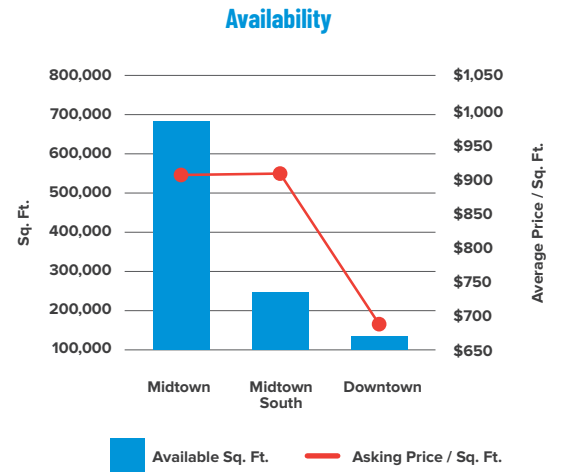 Availability
800,000
700,000
600,000
500,000
400,000
300,000
200,000
100,000
Sq. Ft.
$1,050
$1,000
$950
$900
$850
$800
$750
$700
$650
Average Price / Sq. Ft.
Midtown
Midtown
South
Downtown
Available Sq. Ft.
Asking Price / Sq. Ft.